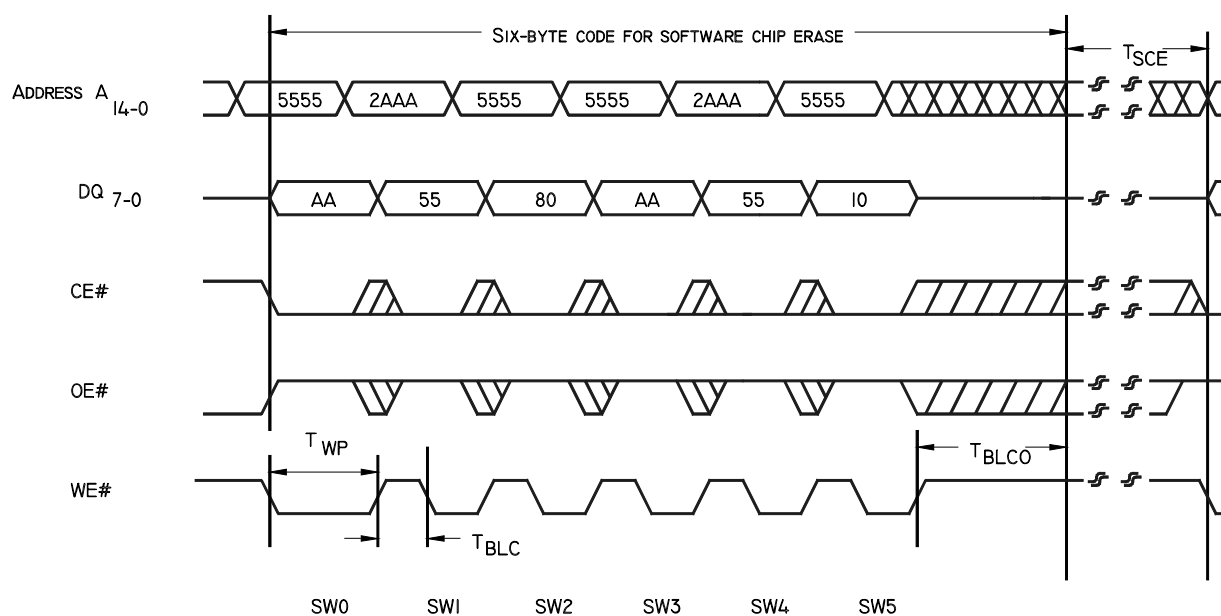 SIX-BYTE CODE FOR SOFTWARE CHIP ERASE
TSCE
ADDRESS A14-0
5555 2AAA 5555 5555 2AAA 5555
DQ 7-0
AA 55 80 AA 55 10
CE#
OE#
TWP
TBLCO
WE#
TBLC
SW0 SW1 SW2 SW3 SW4 SW5